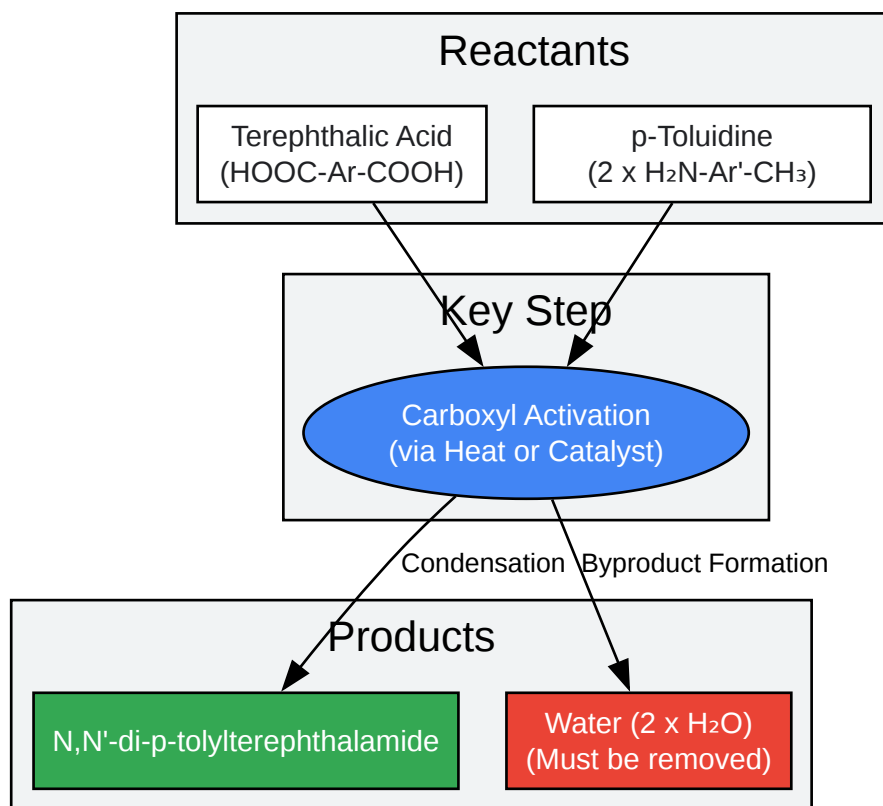 Reactants
Terephthalic Acid
(HOOC-Ar-COOH)
p-Toluidine
(2 x H₂N-Ar'-CH₃)
Key Step
Carboxyl Activation
(via Heat or Catalyst)
Condensation
Byproduct Formation
Products
N,N'-di-p-tolylterephthalamide
Water (2 x H₂O)
(Must be removed)